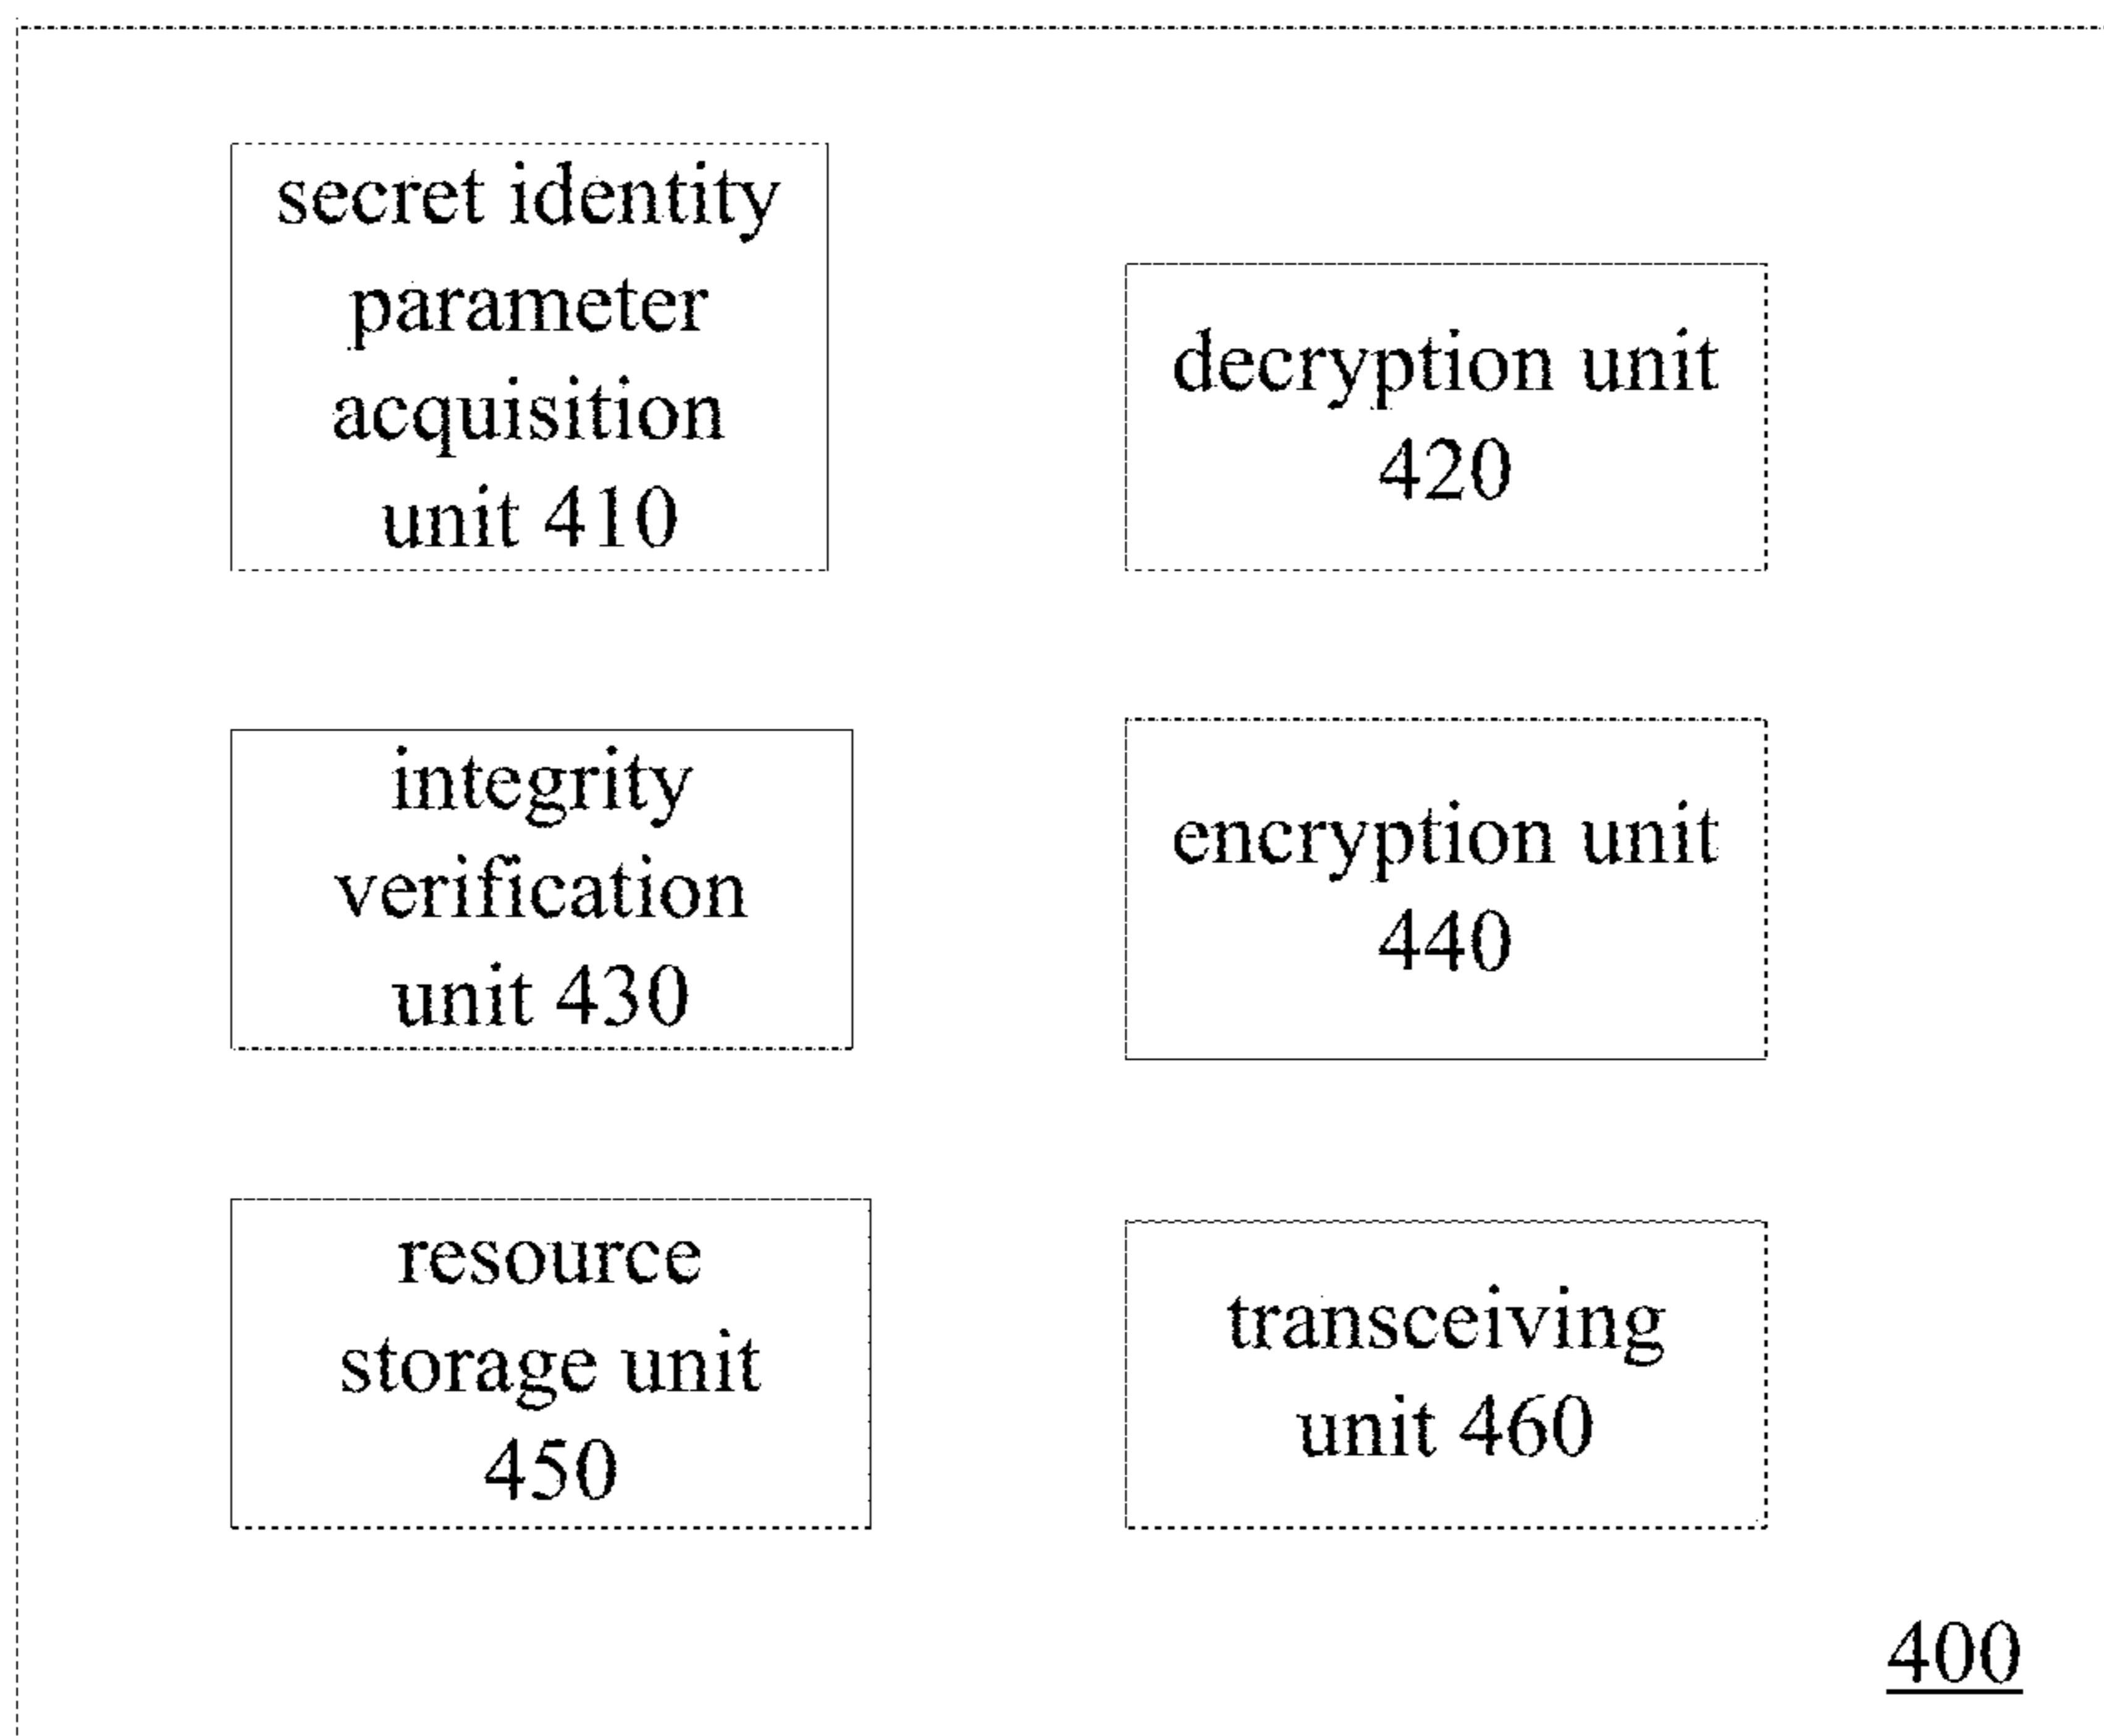 secret identity
parameter
acquisition
unit 410
decryption unit
420
integrity
verification
unit 430
encryption unit
440
resource
storage unit
450
transceiving
unit 460
400